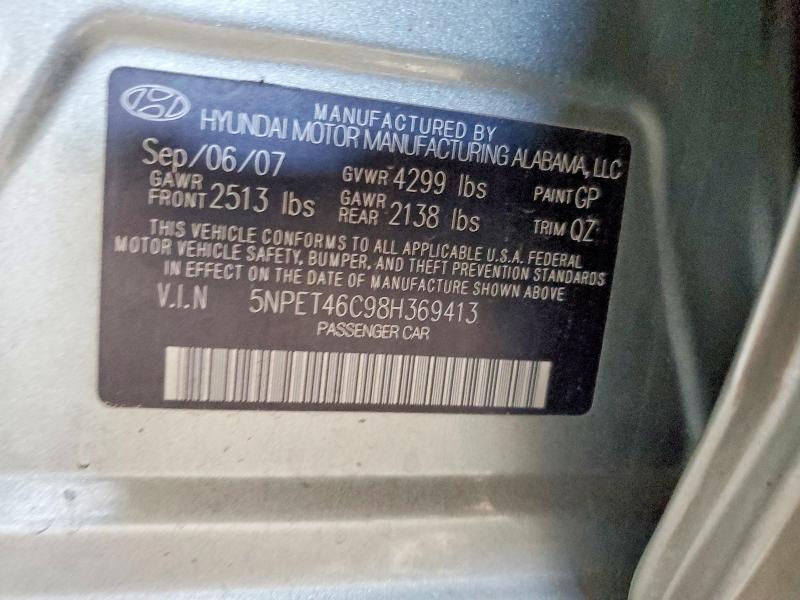 MANUFACTURED BY
HYUNDAI MOTOR MANUFACTURING ALABAMA, LLC
Sep/06/07 GVWR 4299 lbs PAINT GP
GAWR FRONT 2513 lbs GAWR REAR 2138 lbs TRIM QZ
THIS VEHICLE CONFORMS TO ALL APPLICABLE U.S.A. FEDERAL
MOTOR VEHICLE SAFETY, BUMPER, AND THEFT PREVENTION STANDARDS
IN EFFECT ON THE DATE OF MANUFACTURE SHOWN ABOVE
V.I.N 5NPET46C98H369413
PASSENGER CAR